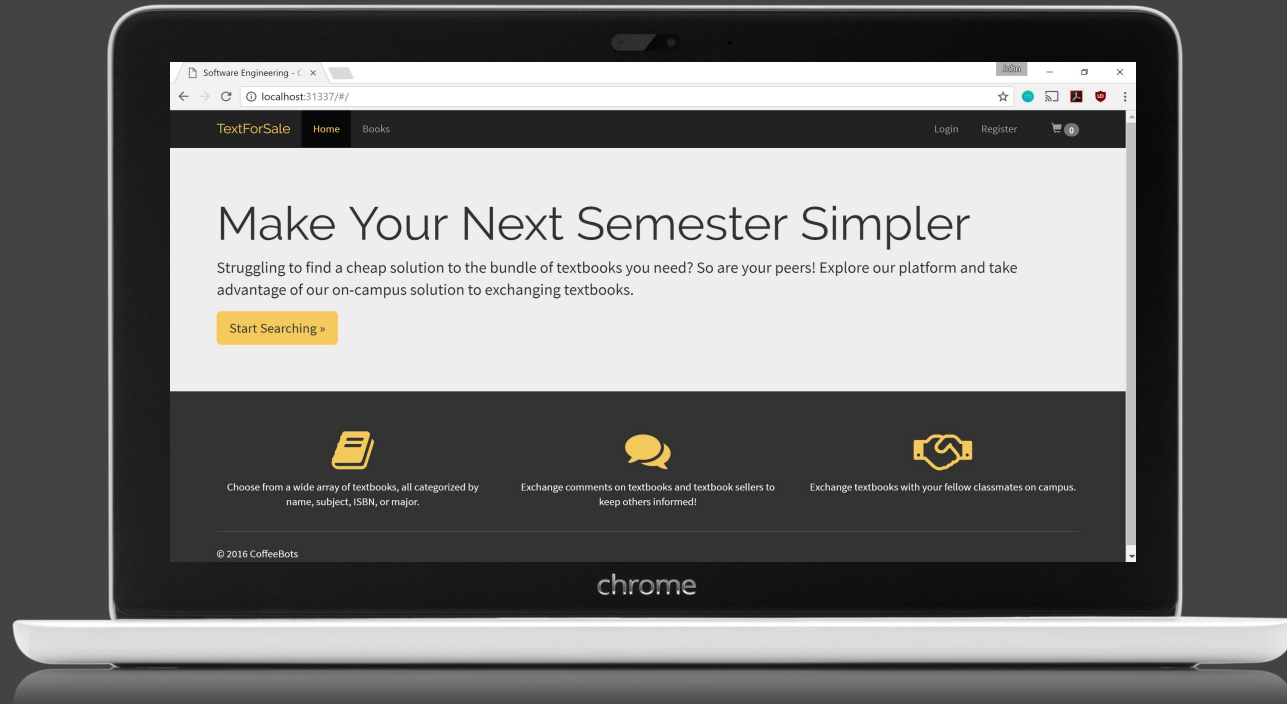 Software Engineering - C
John
localhost:31337/#/
TextForSale Home Books Login Register 0
Make Your Next Semester Simpler
Struggling to find a cheap solution to the bundle of textbooks you need? So are your peers! Explore our platform and take
advantage of our on-campus solution to exchanging textbooks.
Start Searching »
Choose from a wide array of textbooks, all categorized by
name, subject, ISBN, or major.
Exchange comments on textbooks and textbook sellers to
keep others informed!
Exchange textbooks with your fellow classmates on campus.
© 2016 CoffeeBots
chrome